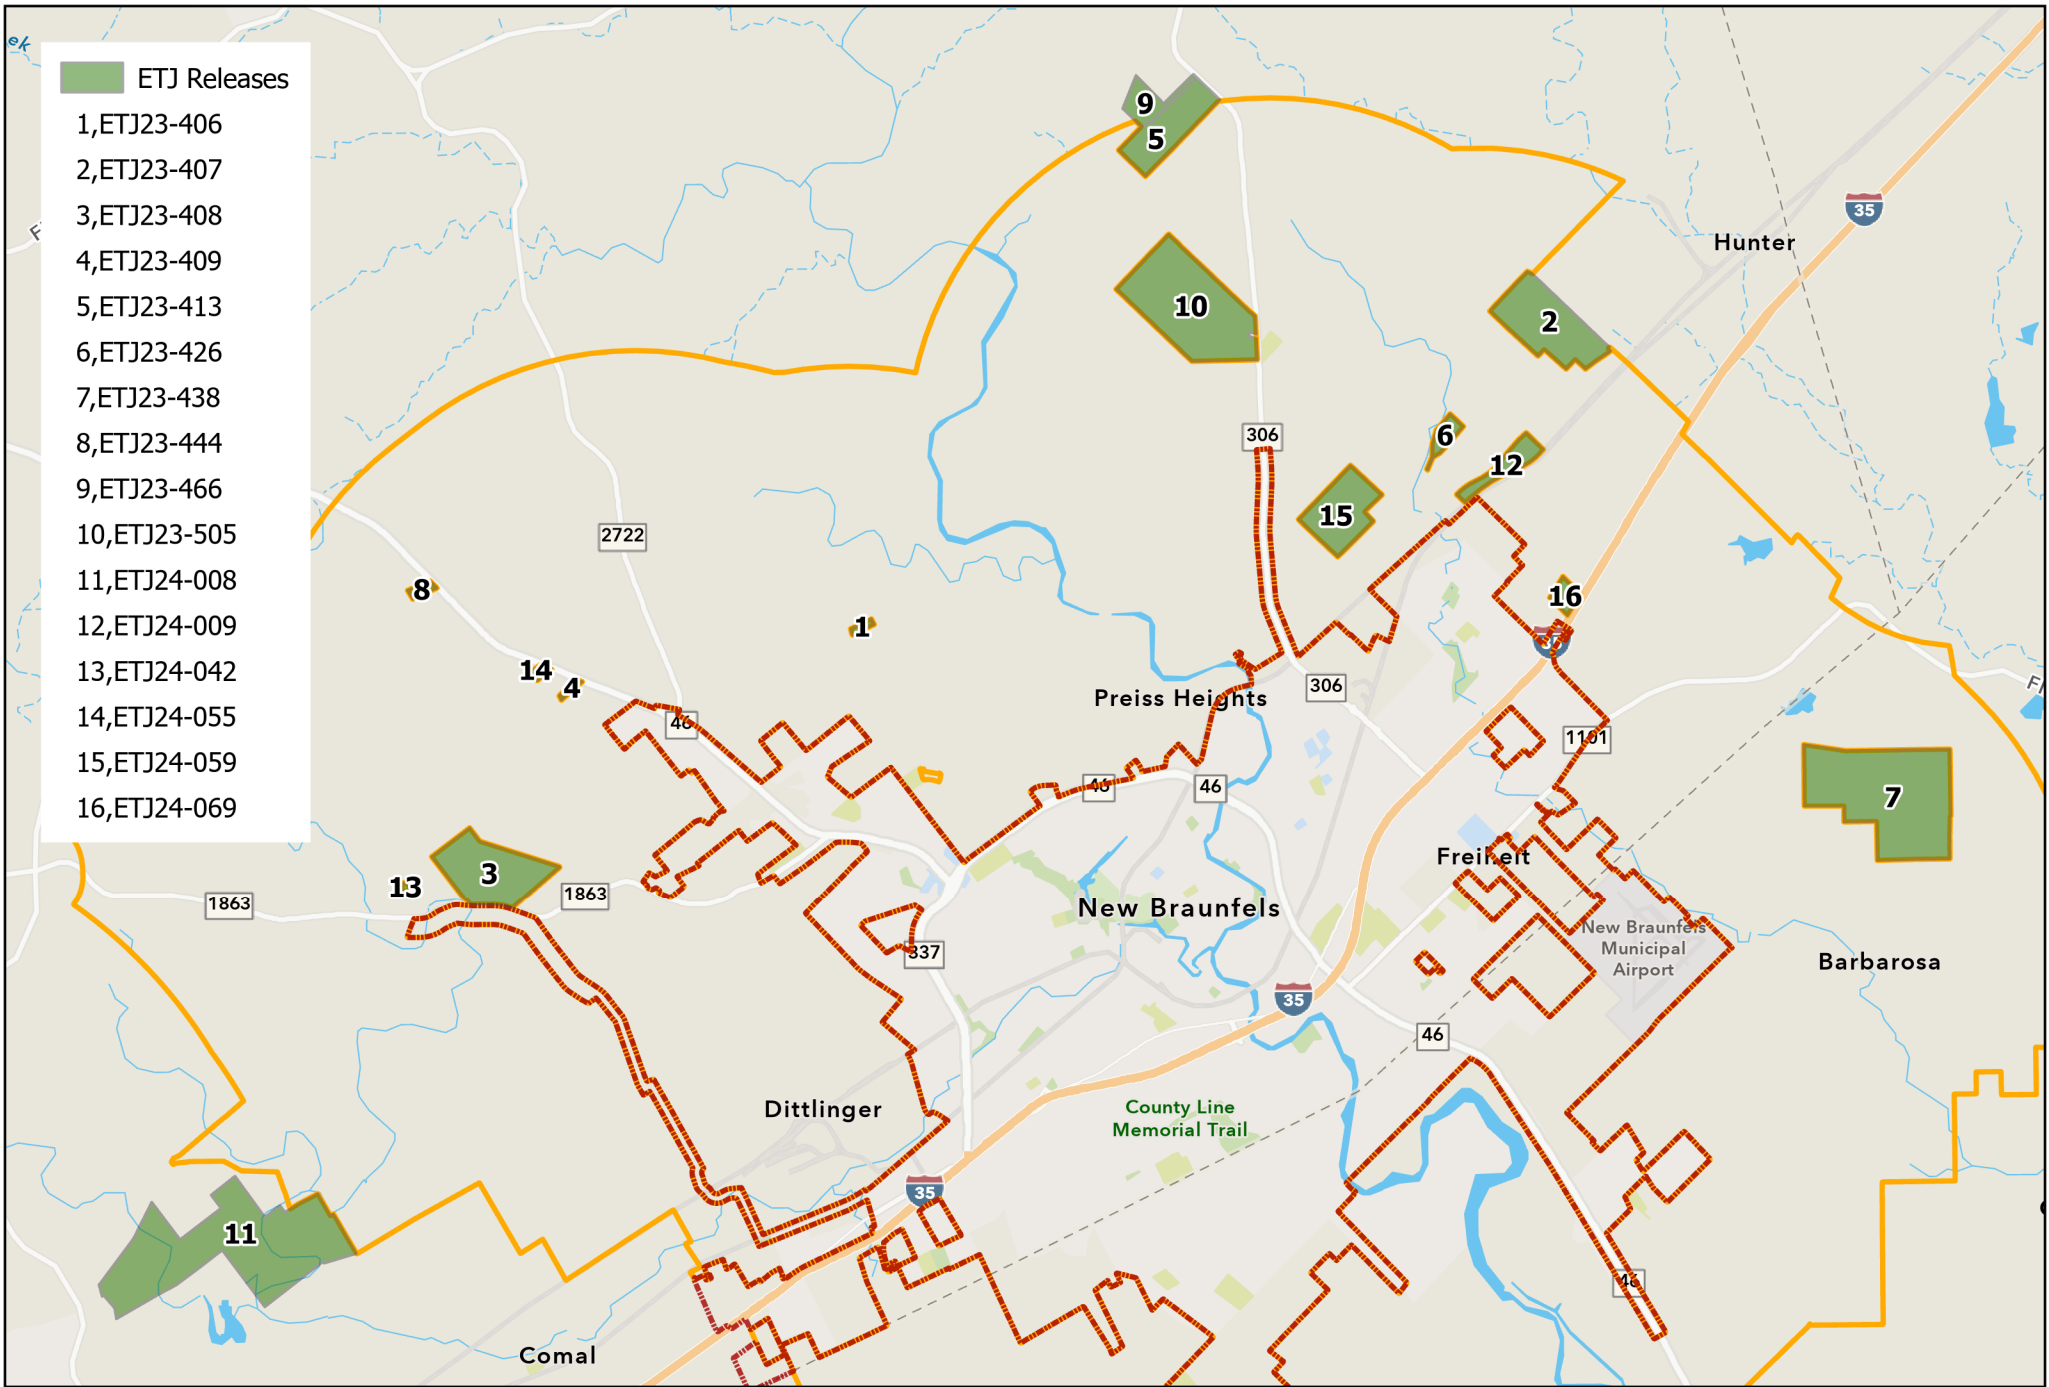 ek
ETJ Releases
1,ETJ23-406
2,ETJ23-407
3,ETJ23-408
4,ETJ23-409
5,ETJ23-413
6,ETJ23-426
7,ETJ23-438
8,ETJ23-444
9,ETJ23-466
10,ETJ23-505
11,ETJ24-008
12,ETJ24-009
13,ETJ24-042
14,ETJ24-055
15,ETJ24-059
16,ETJ24-069
9
5
35
Hunter
10
2
306
6
12
15
2722
8
16
1
14
4
306
Preiss Heights
46
1101
46
46
7
Freiheit
3
13
1863
1863
New Braunfels
New Braunfels
Municipal
Airport
337
Barbarosa
35
46
Dittlinger
County Line
Memorial Trail
35
11
46
Comal